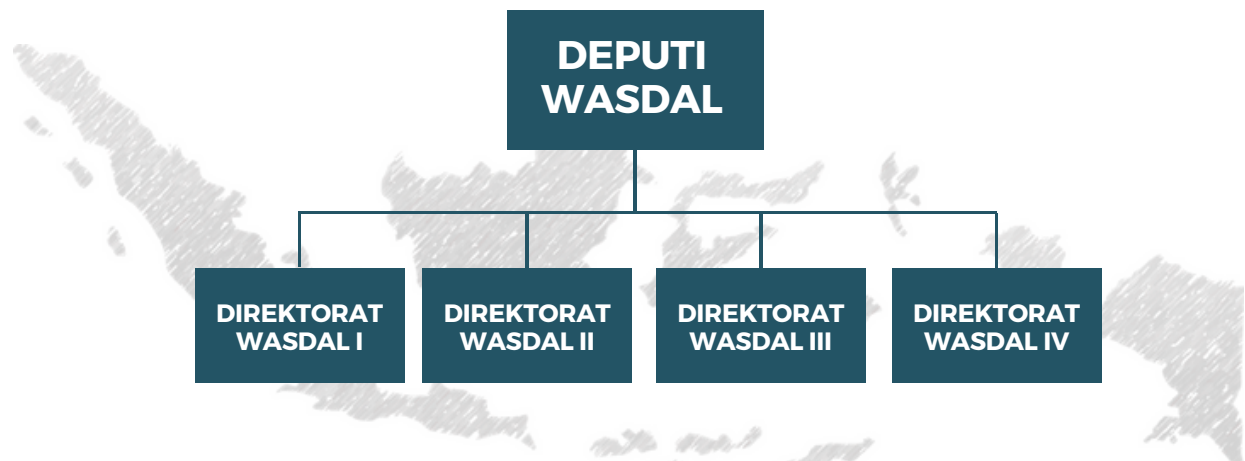 DEPUTI
WASDAL
DIREKTORAT
WASDAL I
DIREKTORAT
WASDAL II
DIREKTORAT
WASDAL III
DIREKTORAT
WASDAL IV